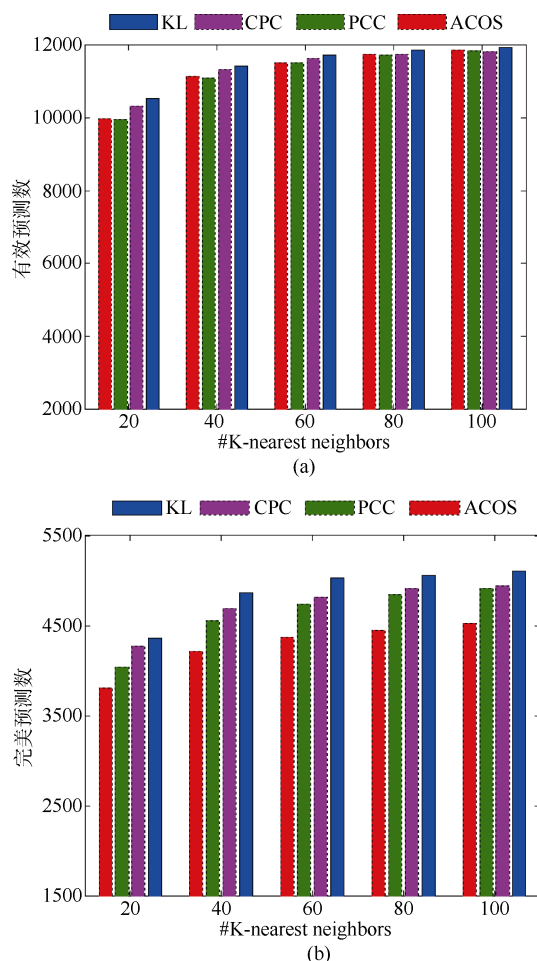 KL CPC PCC ACOS
12000
10000
8000
6000
4000
2000
有效预测数
20 40 60 80 100
#K-nearest neighbors
(a)
KL CPC PCC ACOS
5500
4500
3500
2500
1500
完美预测数
20 40 60 80 100
#K-nearest neighbors
(b)